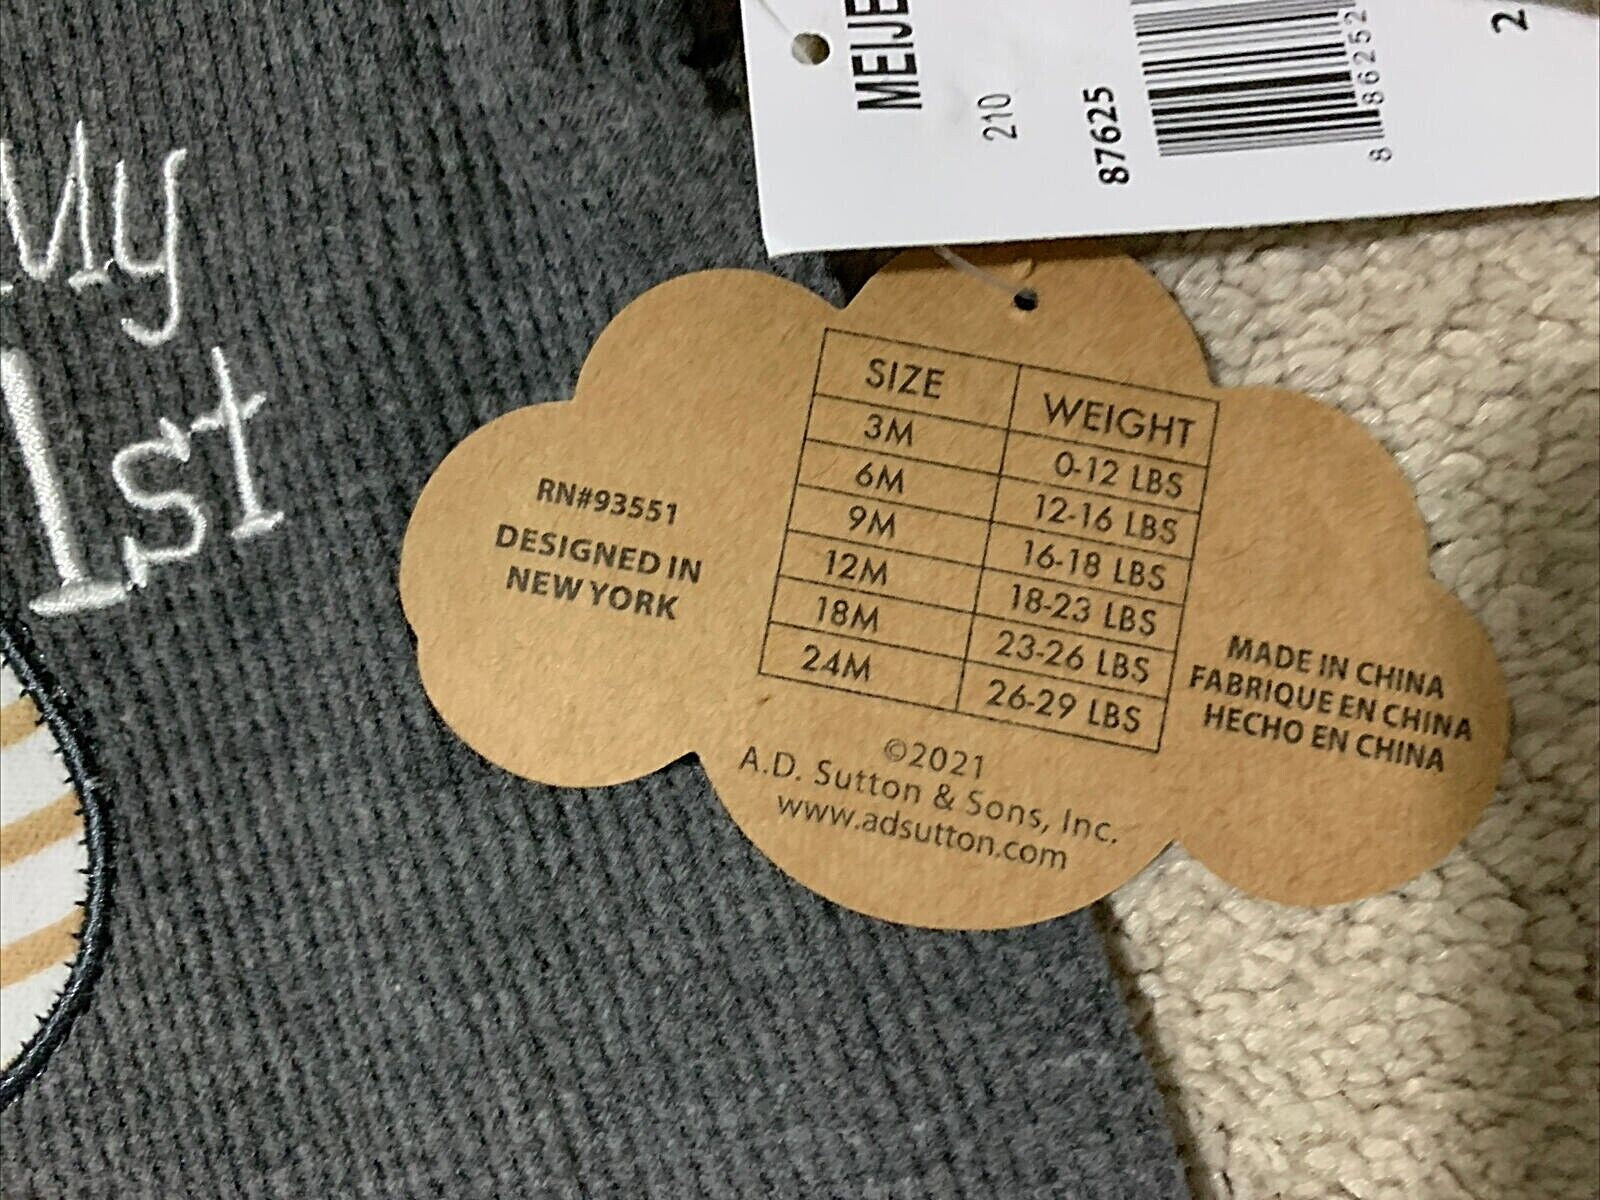 My
1st
MEIJE
210
87625
8 86252
2
RN#93551
DESIGNED IN
NEW YORK
SIZE WEIGHT
3M 0-12 LBS
6M 12-16 LBS
9M 16-18 LBS
12M 18-23 LBS
18M 23-26 LBS
24M 26-29 LBS
MADE IN CHINA
FABRIQUE EN CHINA
HECHO EN CHINA
©2021
A.D. Sutton & Sons, Inc.
www.adsutton.com